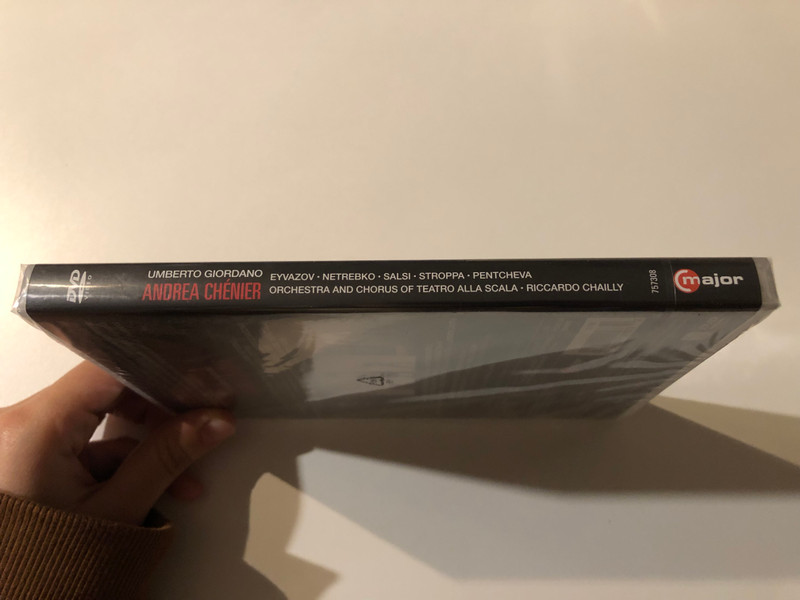 DVD
VIDEO
UMBERTO GIORDANO
ANDREA CHÉNIER
EYVAZOV · NETREBKO · SALSI · STROPPA · PENTCHEVA
ORCHESTRA AND CHORUS OF TEATRO ALLA SCALA · RICCARDO CHAILLY
757308
C major